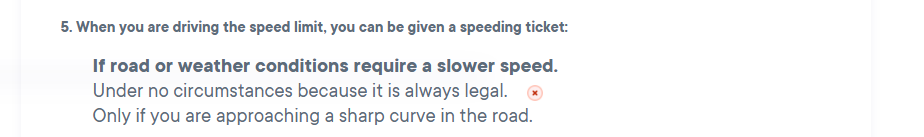 5. When you are driving the speed limit, you can be given a speeding ticket:
If road or weather conditions require a slower speed.
Under no circumstances because it is always legal.
Only if you are approaching a sharp curve in the road.